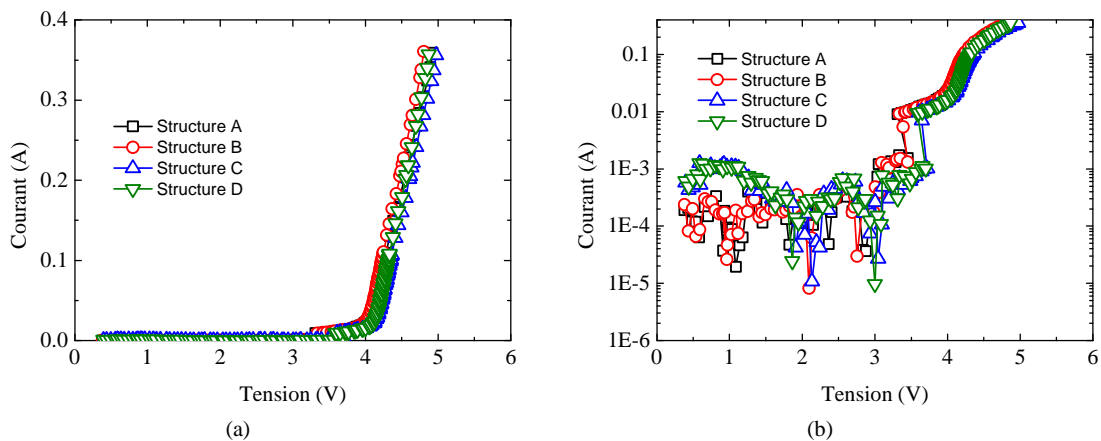 0.4
0.3
0.2
0.1
0.0
Courant (A)
Structure A
Structure B
Structure C
Structure D
0 1 2 3 4 5 6
Tension (V)
(a)
0.1
0.01
1E-3
1E-4
1E-5
1E-6
Courant (A)
Structure A
Structure B
Structure C
Structure D
0 1 2 3 4 5 6
Tension (V)
(b)